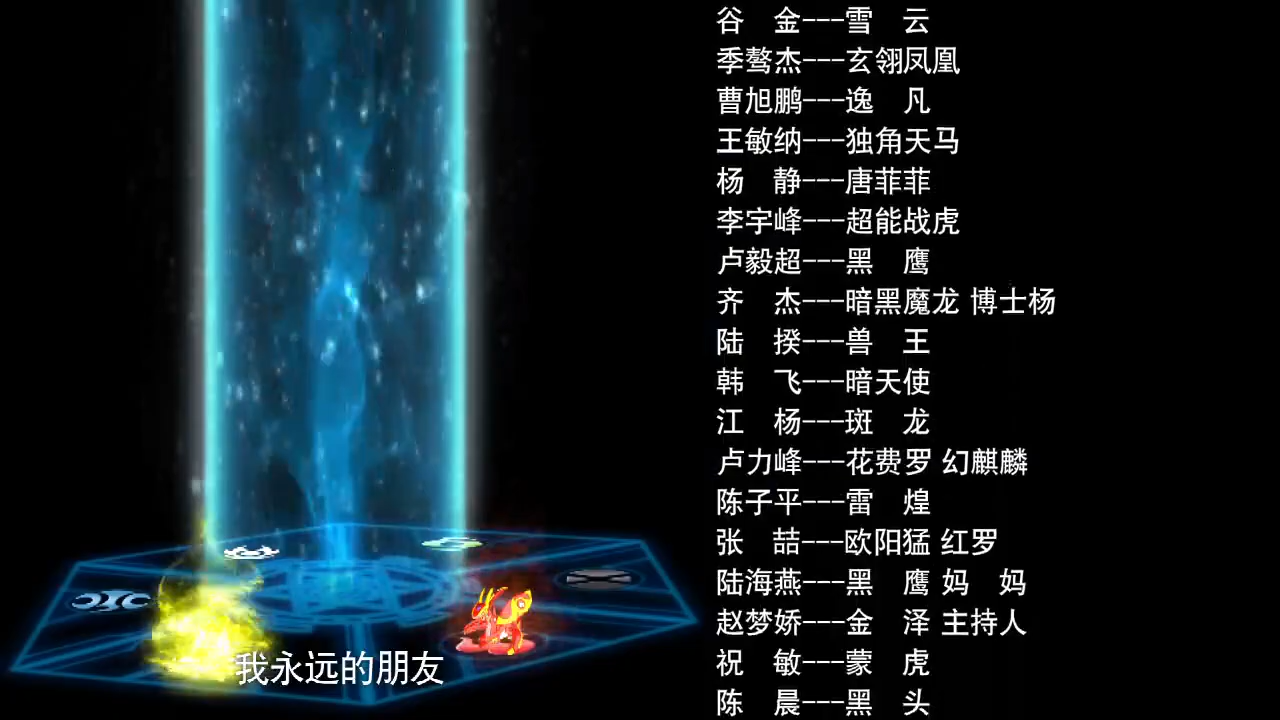 谷　金---雪　云
季骜杰---玄翎凤凰
曹旭鹏---逸　凡
王敏纳---独角天马
杨　静---唐菲菲
李宇峰---超能战虎
卢毅超---黑　鹰
齐　杰---暗黑魔龙 博士杨
陆　揆---兽　王
韩　飞---暗天使
江　杨---斑　龙
卢力峰---花费罗 幻麒麟
陈子平---雷　煌
张　喆---欧阳猛 红罗
陆海燕---黑　鹰 妈　妈
赵梦娇---金　泽 主持人
祝　敏---蒙　虎
陈　晨---黑　头
我永远的朋友